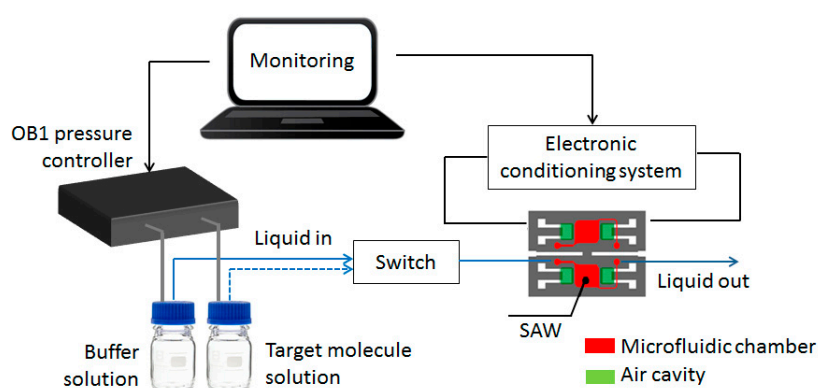 Monitoring
OB1 pressure
controller
Electronic
conditioning system
Liquid in
Switch
Liquid out
SAW
Buffer
solution
Target molecule
solution
Microfluidic chamber
Air cavity